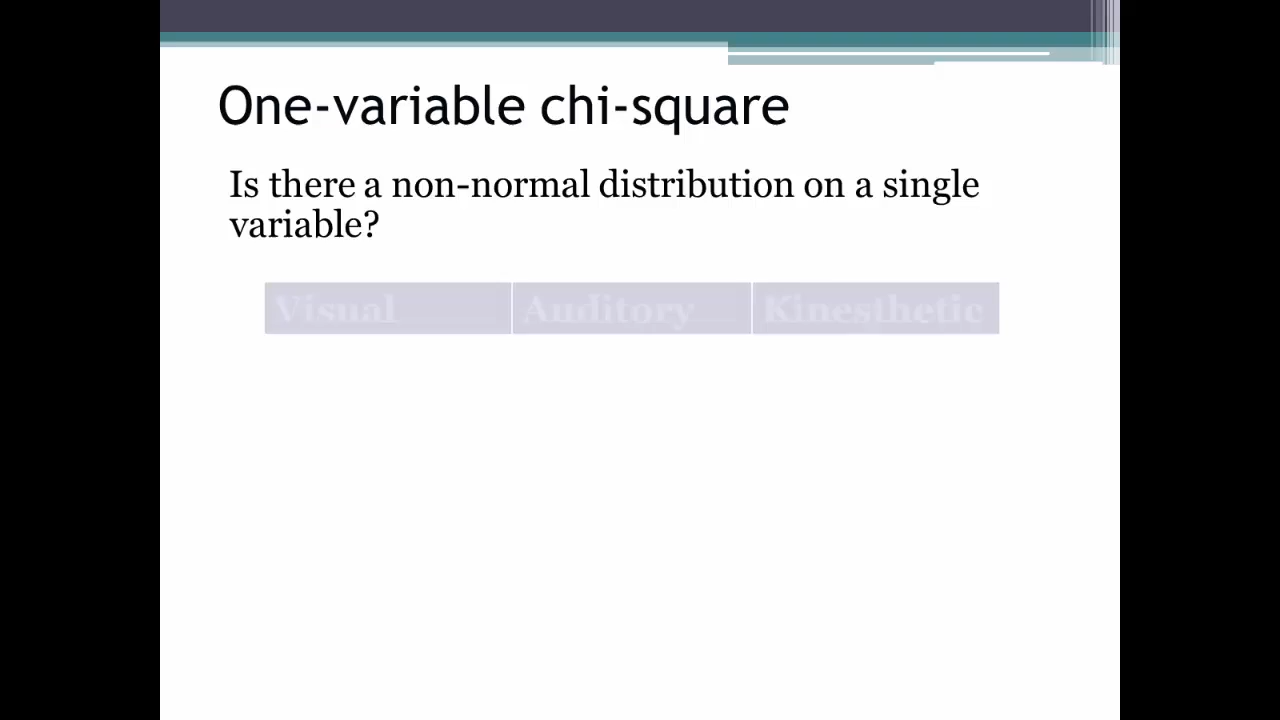 One-variable chi-square
Is there a non-normal distribution on a single
variable?
Visual Auditory Kinesthetic